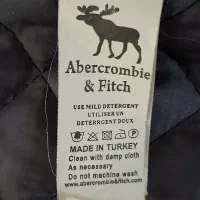 Abercrombie
& Fitch
USE MILD DETERGENT
UTILISER UN
DETERRGENT DOUX
MADE IN TURKEY
Clean with damp cloth
As necessary
Do not machine wash
www.abercrombie&fitch.com